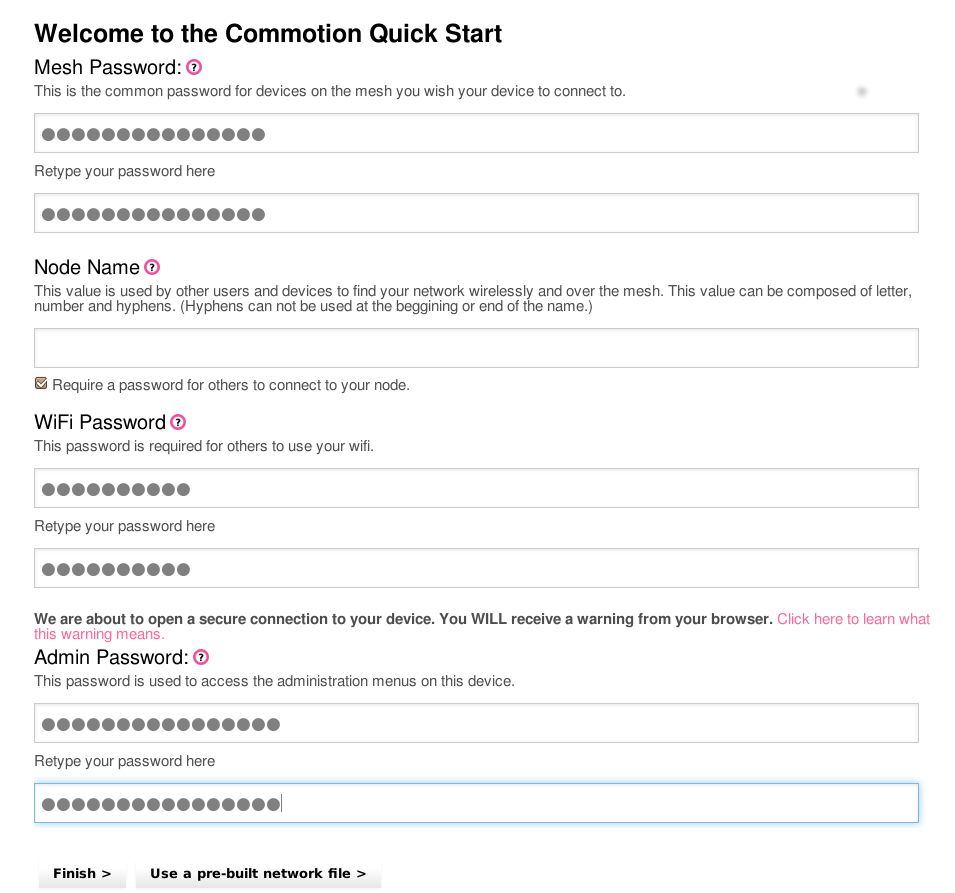 Welcome to the Commotion Quick Start
Mesh Password: ?
This is the common password for devices on the mesh you wish your device to connect to.
●●●●●●●●●●●●●●●
Retype your password here
●●●●●●●●●●●●●●●
Node Name ?
This value is used by other users and devices to find your network wirelessly and over the mesh. This value can be composed of letter,
number and hyphens. (Hyphens can not be used at the beggining or end of the name.)
Require a password for others to connect to your node.
WiFi Password ?
This password is required for others to use your wifi.
●●●●●●●●●●
Retype your password here
●●●●●●●●●●
We are about to open a secure connection to your device. You WILL receive a warning from your browser. Click here to learn what
this warning means.
Admin Password: ?
This password is used to access the administration menus on this device.
●●●●●●●●●●●●●●●●
Retype your password here
●●●●●●●●●●●●●●●●
Finish > Use a pre-built network file >